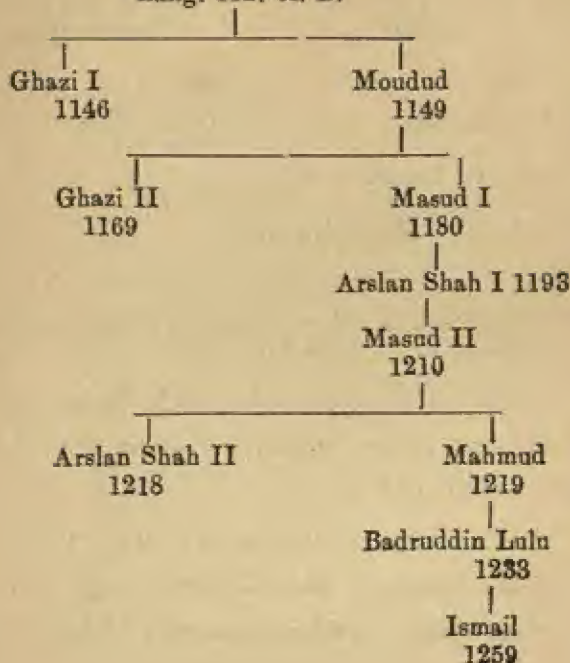 Ghazi I Moudud
1146 1149
Ghazi II Masud I
1169 1180
Arslan Shah I 1193
Masud II
1210
Arslan Shah II Mahmud
1218 1219
Badruddin Lulu
1233
Ismail
1259